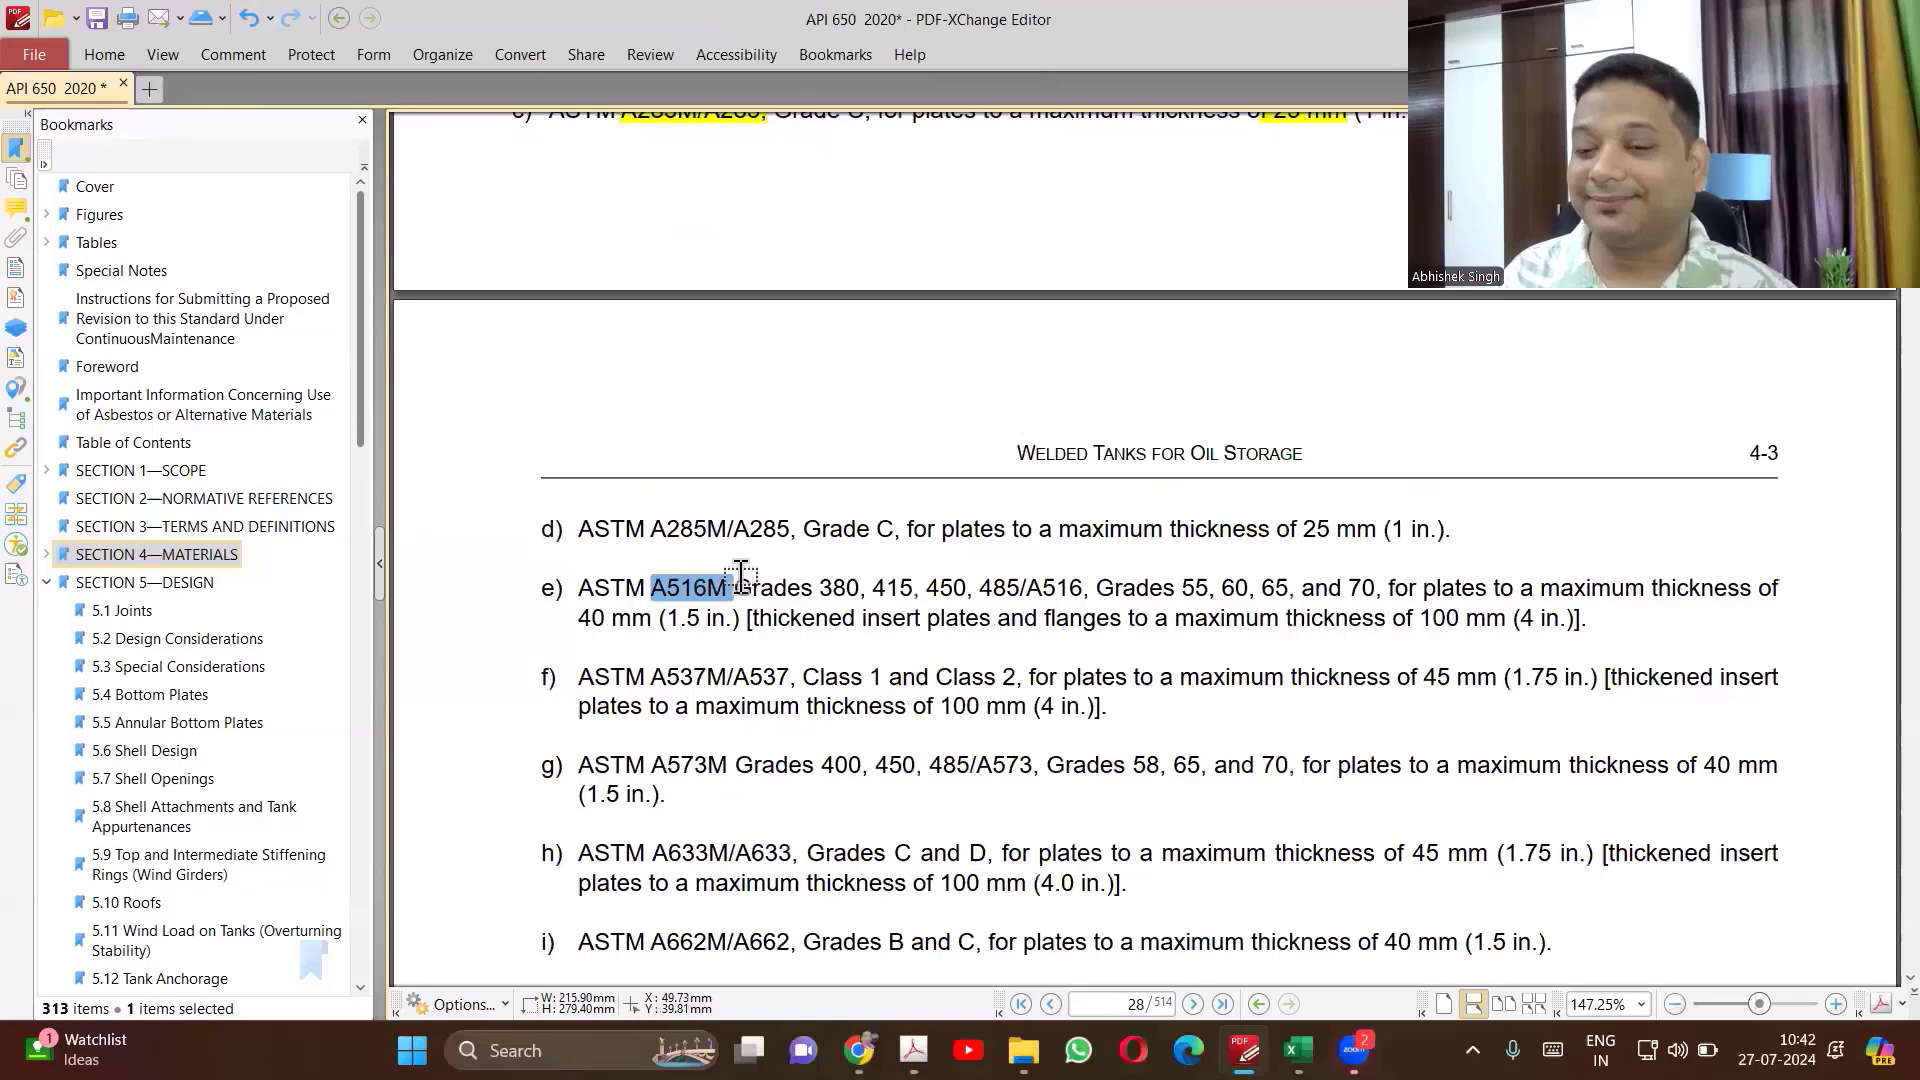 API 650 2020* - PDF-XChange Editor
File Home View Comment Protect Form Organize Convert Share Review Accessibility Bookmarks Help
API 650 2020 *
Bookmarks
Cover
Figures
Tables
Special Notes
Instructions for Submitting a Proposed
Revision to this Standard Under
ContinuousMaintenance
Foreword
Important Information Concerning Use
of Asbestos or Alternative Materials
Table of Contents
SECTION 1—SCOPE
SECTION 2—NORMATIVE REFERENCES
SECTION 3—TERMS AND DEFINITIONS
SECTION 4—MATERIALS
SECTION 5—DESIGN
5.1 Joints
5.2 Design Considerations
5.3 Special Considerations
5.4 Bottom Plates
5.5 Annular Bottom Plates
5.6 Shell Design
5.7 Shell Openings
5.8 Shell Attachments and Tank
Appurtenances
5.9 Top and Intermediate Stiffening
Rings (Wind Girders)
5.10 Roofs
5.11 Wind Load on Tanks (Overturning
Stability)
5.12 Tank Anchorage
313 items • 1 items selected
Grade C, for plates to a maximum thickness of 25 mm (1 in.
Abhishek Singh
WELDED TANKS FOR OIL STORAGE 4-3
d) ASTM A285M/A285, Grade C, for plates to a maximum thickness of 25 mm (1 in.).
e) ASTM A516M Grades 380, 415, 450, 485/A516, Grades 55, 60, 65, and 70, for plates to a maximum thickness of
40 mm (1.5 in.) [thickened insert plates and flanges to a maximum thickness of 100 mm (4 in.)].
f) ASTM A537M/A537, Class 1 and Class 2, for plates to a maximum thickness of 45 mm (1.75 in.) [thickened insert
plates to a maximum thickness of 100 mm (4 in.)].
g) ASTM A573M Grades 400, 450, 485/A573, Grades 58, 65, and 70, for plates to a maximum thickness of 40 mm
(1.5 in.).
h) ASTM A633M/A633, Grades C and D, for plates to a maximum thickness of 45 mm (1.75 in.) [thickened insert
plates to a maximum thickness of 100 mm (4.0 in.)].
i) ASTM A662M/A662, Grades B and C, for plates to a maximum thickness of 40 mm (1.5 in.).
Options... W: 215.90mm X: 49.73mm
H: 279.40mm Y: 39.81mm
28 / 514
147.25%
1 Watchlist
Ideas
Search
PDF
zoom 2
ENG
IN
10:42
27-07-2024
PRE